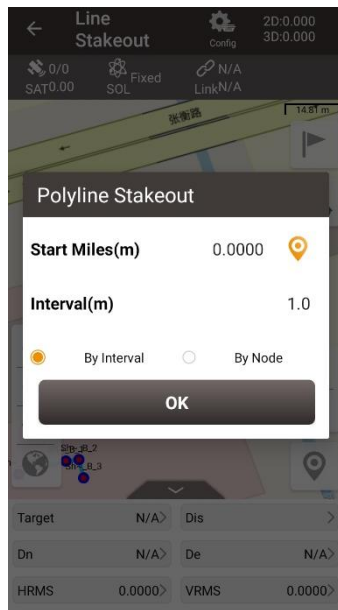 Line Stakeout
Config
2D:0.000
3D:0.000
0/0
SAT0.00
Fixed
SOL
N/A
LinkN/A
张衡路
14.81 m
Polyline Stakeout
Start Miles(m) 0.0000
Interval(m) 1.0
By Interval By Node
OK
Target N/A> Dis >
Dn N/A> De N/A>
HRMS 0.0000> VRMS 0.0000>